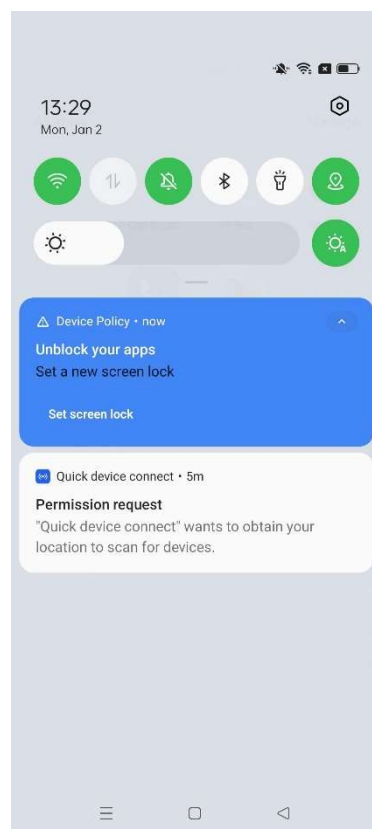 13:29
Mon, Jan 2
Device Policy • now
Unblock your apps
Set a new screen lock
Set screen lock
Quick device connect • 5m
Permission request
"Quick device connect" wants to obtain your
location to scan for devices.